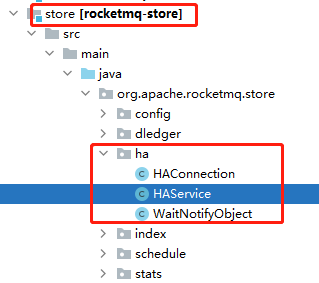 store [rocketmq-store]
src
main
java
org.apache.rocketmq.store
config
dledger
ha
HAConnection
HAService
WaitNotifyObject
index
schedule
stats